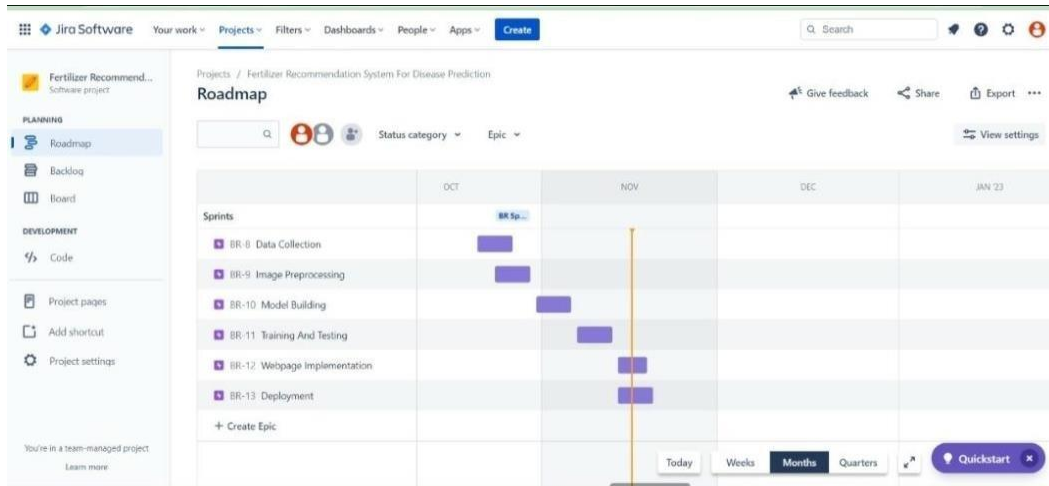 Jira Software Your work Projects Filters Dashboards People Apps Create Search
Fertilizer Recommend...
Software project
PLANNING
Roadmap
Backlog
Board
DEVELOPMENT
Code
Project pages
Add shortcut
Project settings
You're in a team-managed project
Learn more
Projects / Fertilizer Recommendation System For Disease Prediction
Roadmap
Give feedback Share Export
Status category Epic View settings
OCT NOV DEC JAN '23
Sprints BR Sp...
BR-8 Data Collection
BR-9 Image Preprocessing
BR-10 Model Building
BR-11 Training And Testing
BR-12 Webpage Implementation
BR-13 Deployment
+ Create Epic
Today Weeks Months Quarters Quickstart